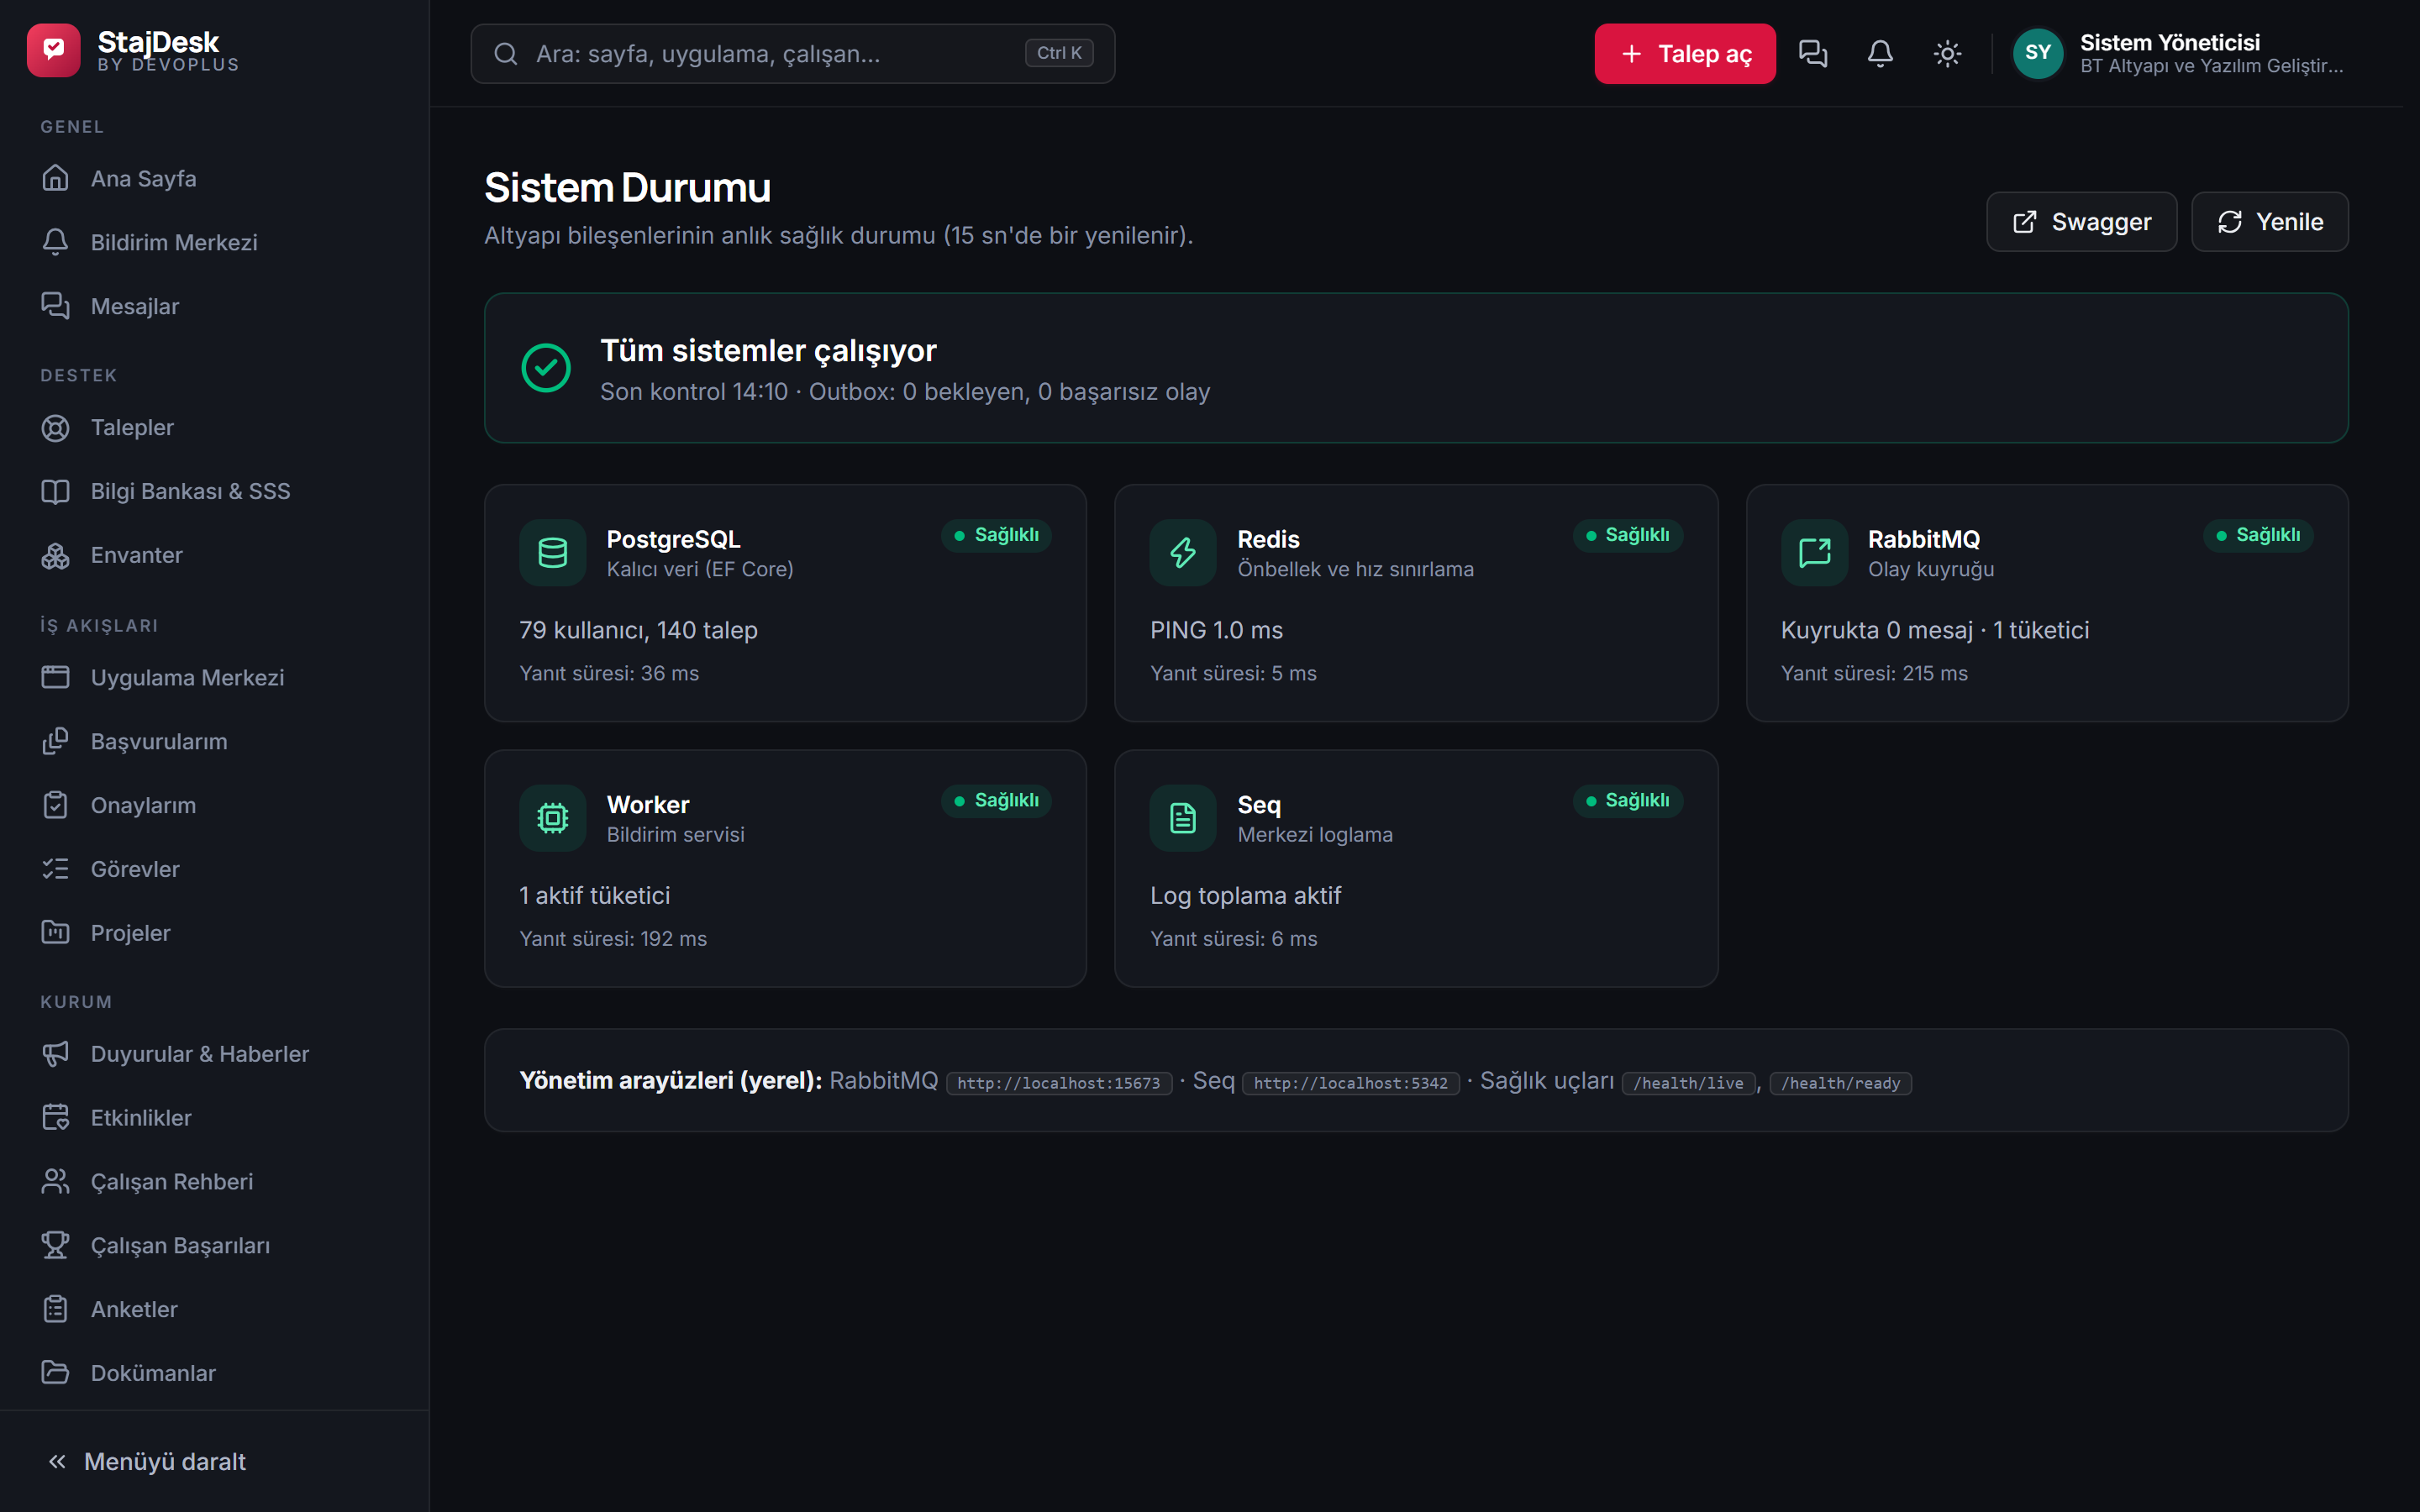 StajDesk
BY DEVOPLUS
GENEL
Ana Sayfa
Bildirim Merkezi
Mesajlar
DESTEK
Talepler
Bilgi Bankası & SSS
Envanter
İŞ AKIŞLARI
Uygulama Merkezi
Başvurularım
Onaylarım
Görevler
Projeler
KURUM
Duyurular & Haberler
Etkinlikler
Çalışan Rehberi
Çalışan Başarıları
Anketler
Dokümanlar
Menüyü daralt
Ara: sayfa, uygulama, çalışan...
Ctrl K
Talep aç
SY
Sistem Yöneticisi
BT Altyapı ve Yazılım Geliştir...
Sistem Durumu
Altyapı bileşenlerinin anlık sağlık durumu (15 sn'de bir yenilenir).
Swagger
Yenile
Tüm sistemler çalışıyor
Son kontrol 14:10 · Outbox: 0 bekleyen, 0 başarısız olay
PostgreSQL
Kalıcı veri (EF Core)
Sağlıklı
79 kullanıcı, 140 talep
Yanıt süresi: 36 ms
Redis
Önbellek ve hız sınırlama
Sağlıklı
PING 1.0 ms
Yanıt süresi: 5 ms
RabbitMQ
Olay kuyruğu
Sağlıklı
Kuyrukta 0 mesaj · 1 tüketici
Yanıt süresi: 215 ms
Worker
Bildirim servisi
Sağlıklı
1 aktif tüketici
Yanıt süresi: 192 ms
Seq
Merkezi loglama
Sağlıklı
Log toplama aktif
Yanıt süresi: 6 ms
Yönetim arayüzleri (yerel): RabbitMQ http://localhost:15673 · Seq http://localhost:5342 · Sağlık uçları /health/live, /health/ready